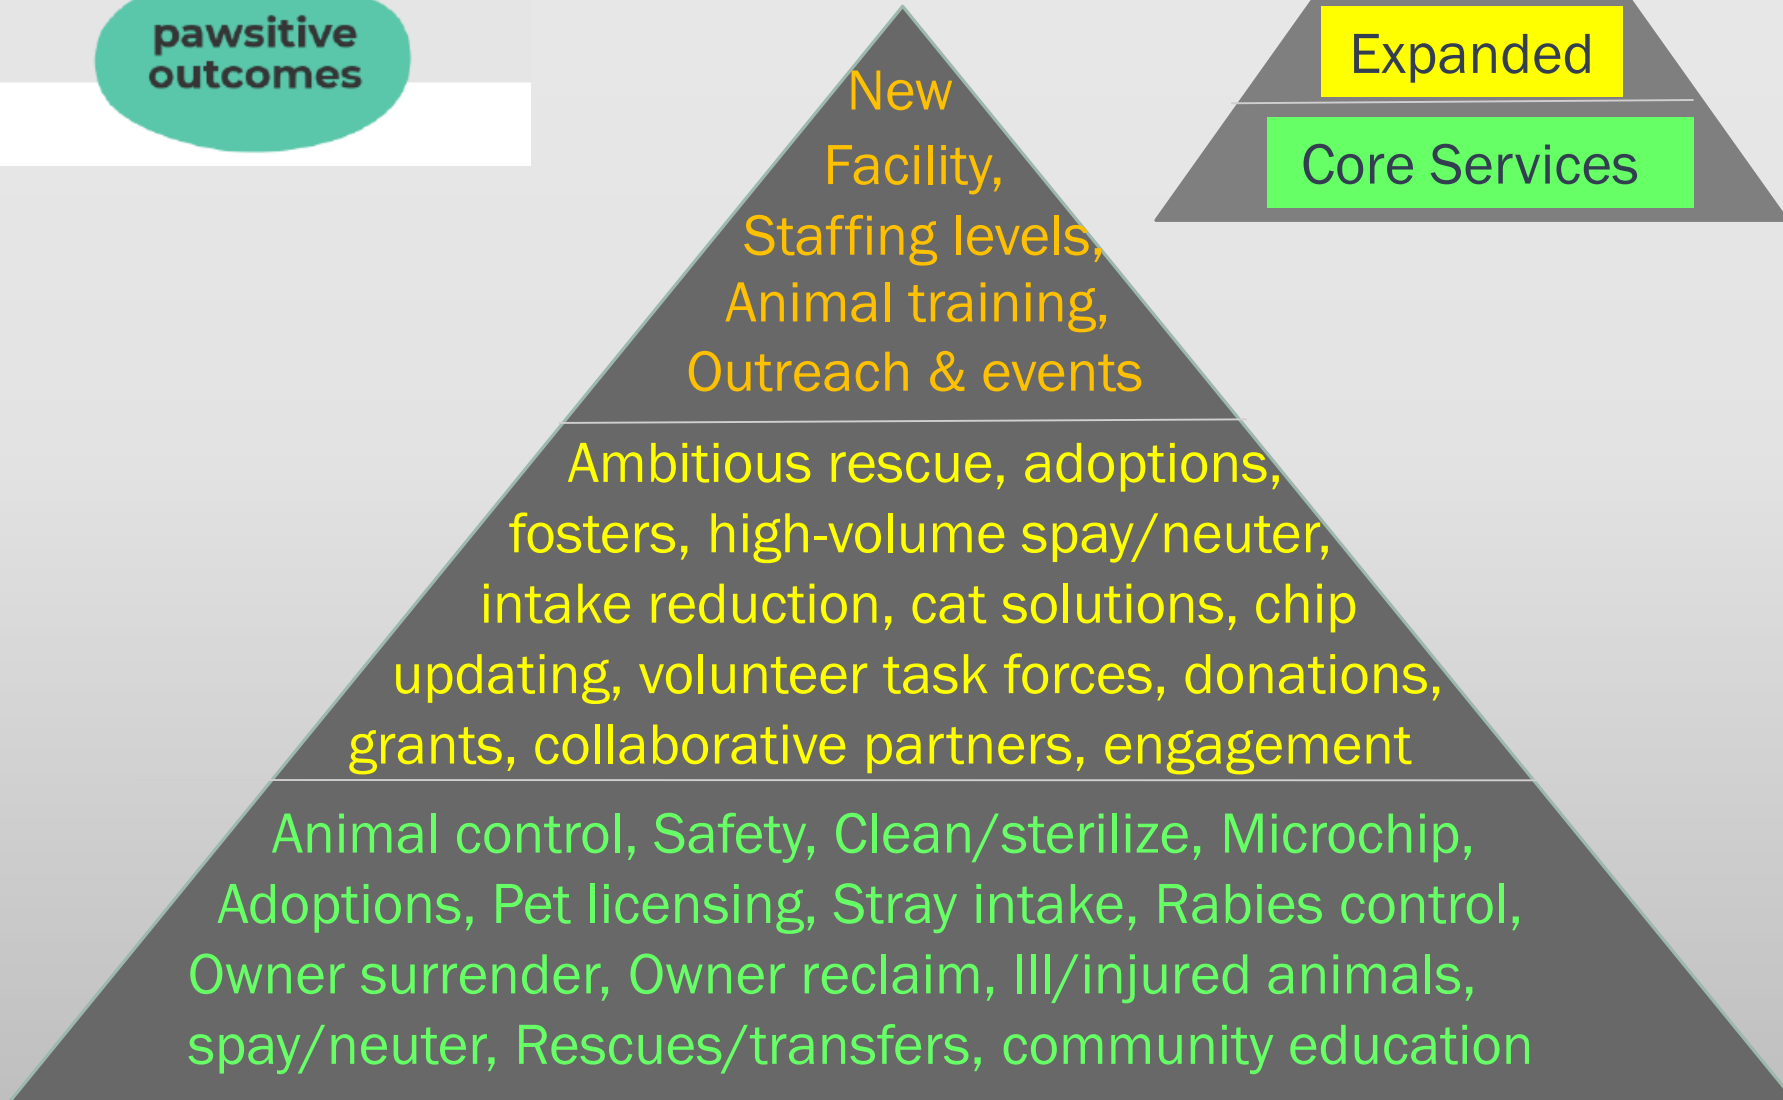 pawsitive
outcomes
Expanded
Core Services
New
Facility,
Staffing levels,
Animal training,
Outreach & events
Ambitious rescue, adoptions,
fosters, high-volume spay/neuter,
intake reduction, cat solutions, chip
updating, volunteer task forces, donations,
grants, collaborative partners, engagement
Animal control, Safety, Clean/sterilize, Microchip,
Adoptions, Pet licensing, Stray intake, Rabies control,
Owner surrender, Owner reclaim, Ill/injured animals,
spay/neuter, Rescues/transfers, community education